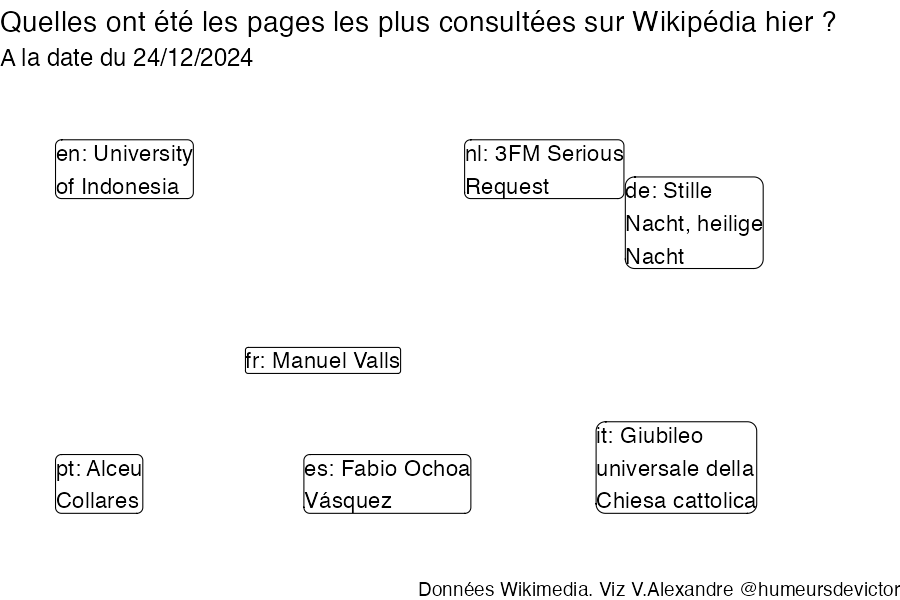 Quelles ont été les pages les plus consultées sur Wikipédia hier ?
A la date du 24/12/2024
en: University
of Indonesia
nl: 3FM Serious
Request
de: Stille
Nacht, heilige
Nacht
fr: Manuel Valls
pt: Alceu
Collares
es: Fabio Ochoa
Vásquez
it: Giubileo
universale della
Chiesa cattolica
Données Wikimedia. Viz V.Alexandre @humeursdevictor